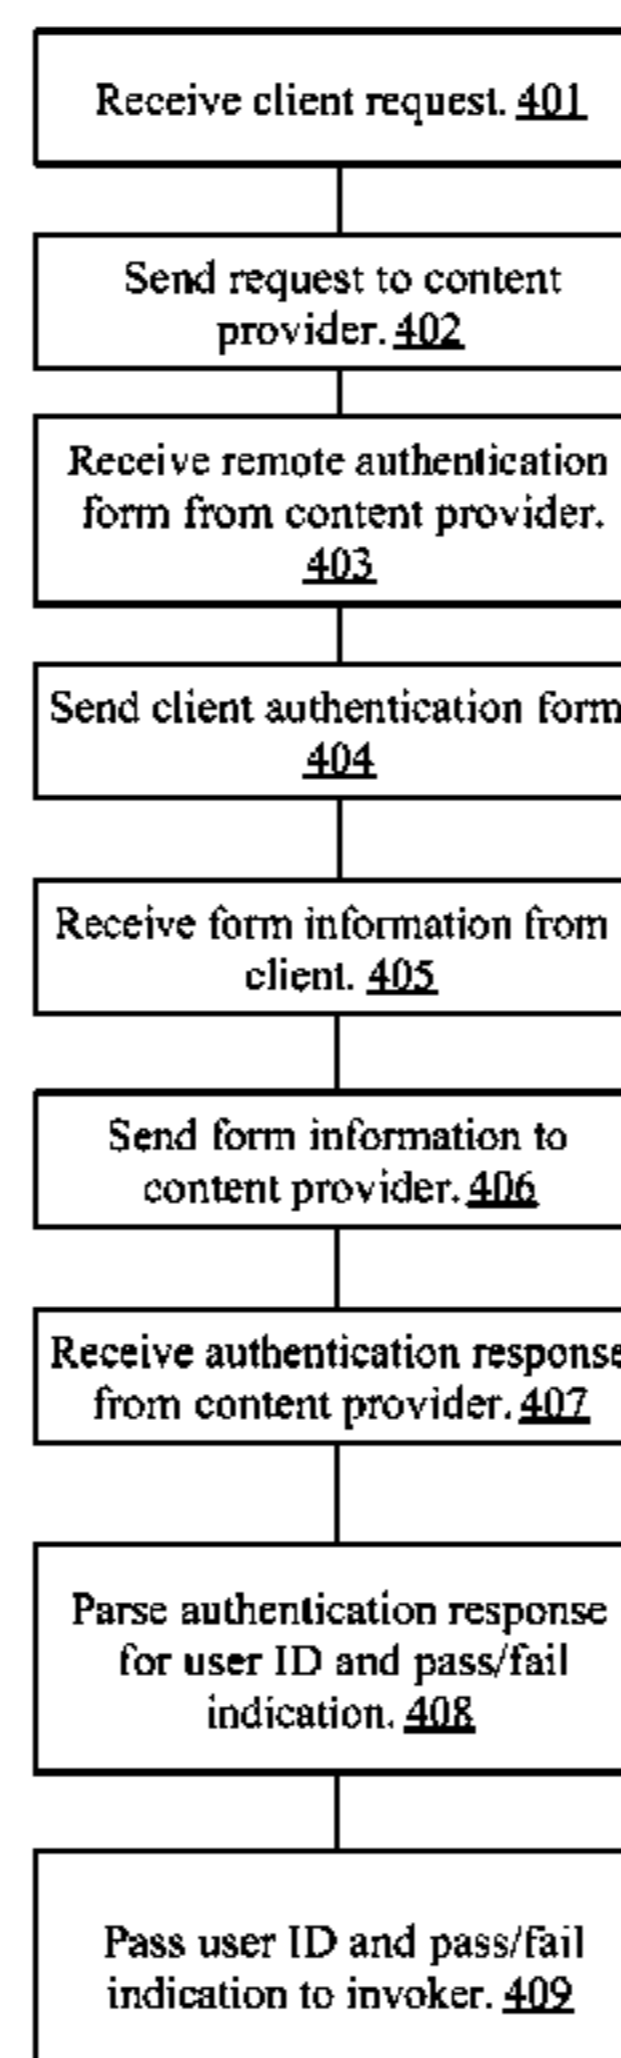 Receive client request. 401
Send request to content
provider. 402
Receive remote authentication
form from content provider.
403
Send client authentication form
404
Receive form information from
client. 405
Send form information to
content provider. 406
Receive authentication response
from content provider. 407
Parse authentication response
for user ID and pass/fail
indication. 408
Pass user ID and pass/fail
indication to invoker. 409